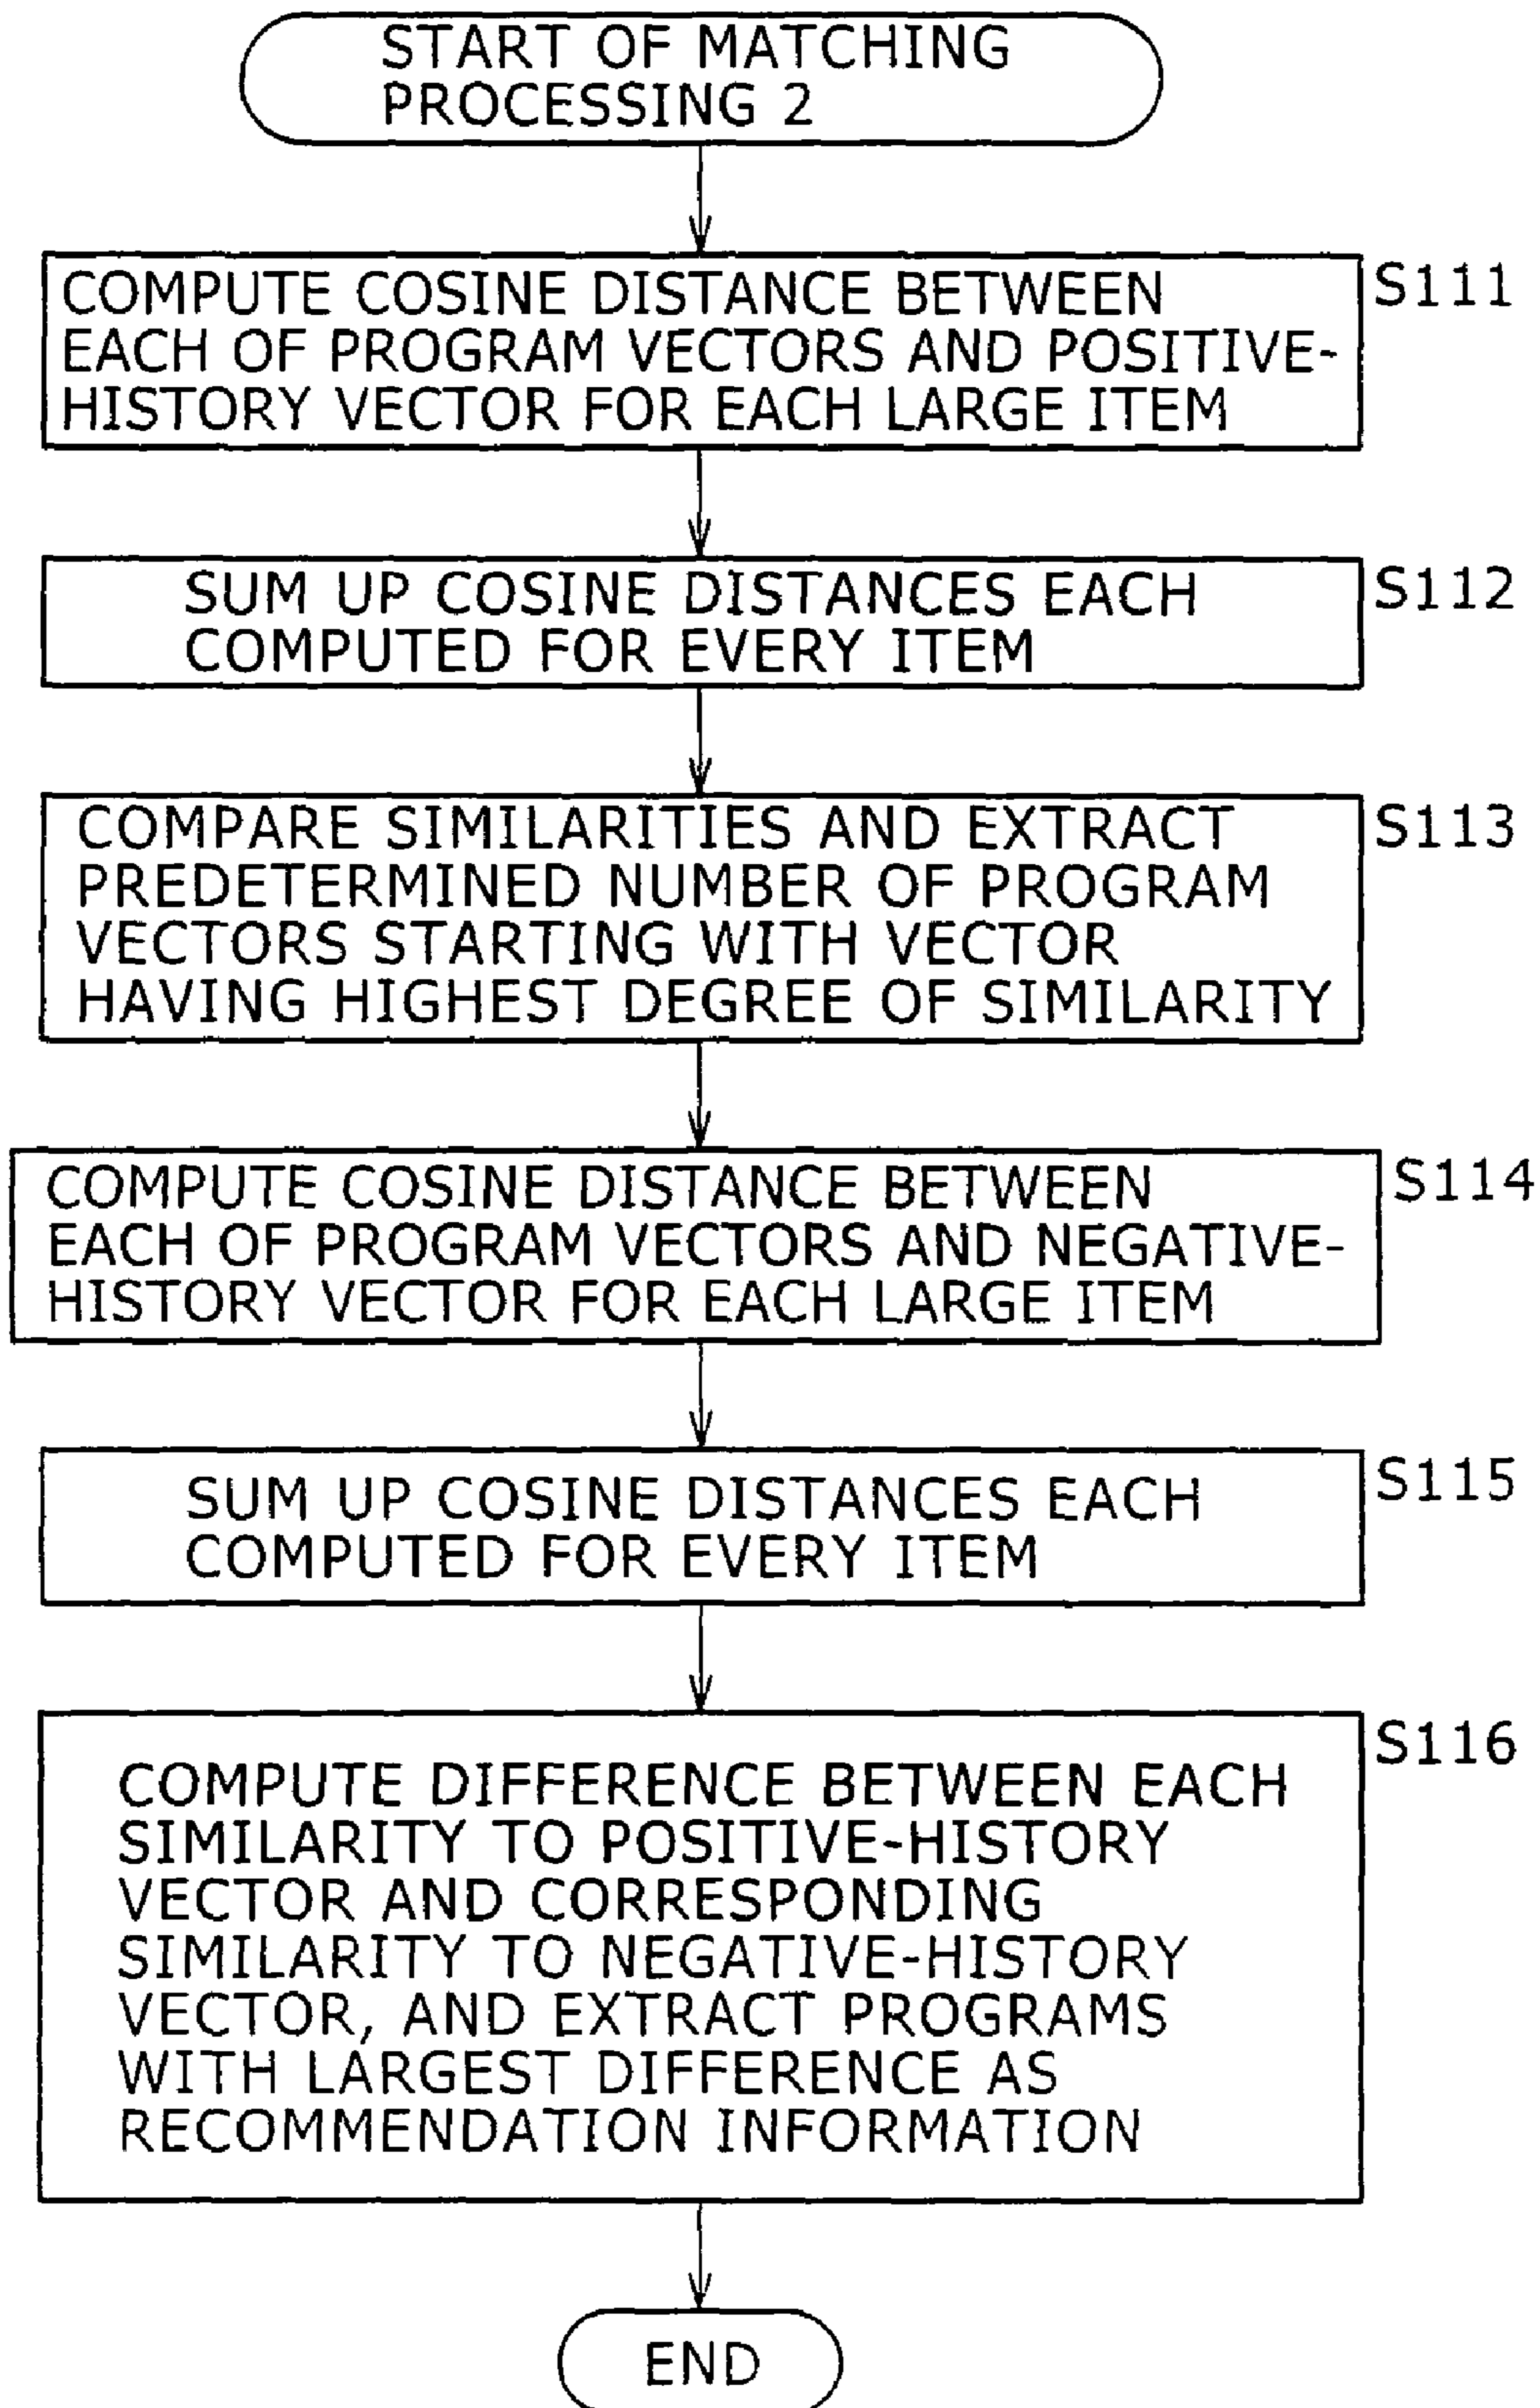 START OF MATCHING
PROCESSING 2
COMPUTE COSINE DISTANCE BETWEEN
EACH OF PROGRAM VECTORS AND POSITIVE-
HISTORY VECTOR FOR EACH LARGE ITEM
S111
SUM UP COSINE DISTANCES EACH
COMPUTED FOR EVERY ITEM
S112
COMPARE SIMILARITIES AND EXTRACT
PREDETERMINED NUMBER OF PROGRAM
VECTORS STARTING WITH VECTOR
HAVING HIGHEST DEGREE OF SIMILARITY
S113
COMPUTE COSINE DISTANCE BETWEEN
EACH OF PROGRAM VECTORS AND NEGATIVE-
HISTORY VECTOR FOR EACH LARGE ITEM
S114
SUM UP COSINE DISTANCES EACH
COMPUTED FOR EVERY ITEM
S115
COMPUTE DIFFERENCE BETWEEN EACH
SIMILARITY TO POSITIVE-HISTORY
VECTOR AND CORRESPONDING
SIMILARITY TO NEGATIVE-HISTORY
VECTOR, AND EXTRACT PROGRAMS
WITH LARGEST DIFFERENCE AS
RECOMMENDATION INFORMATION
S116
END